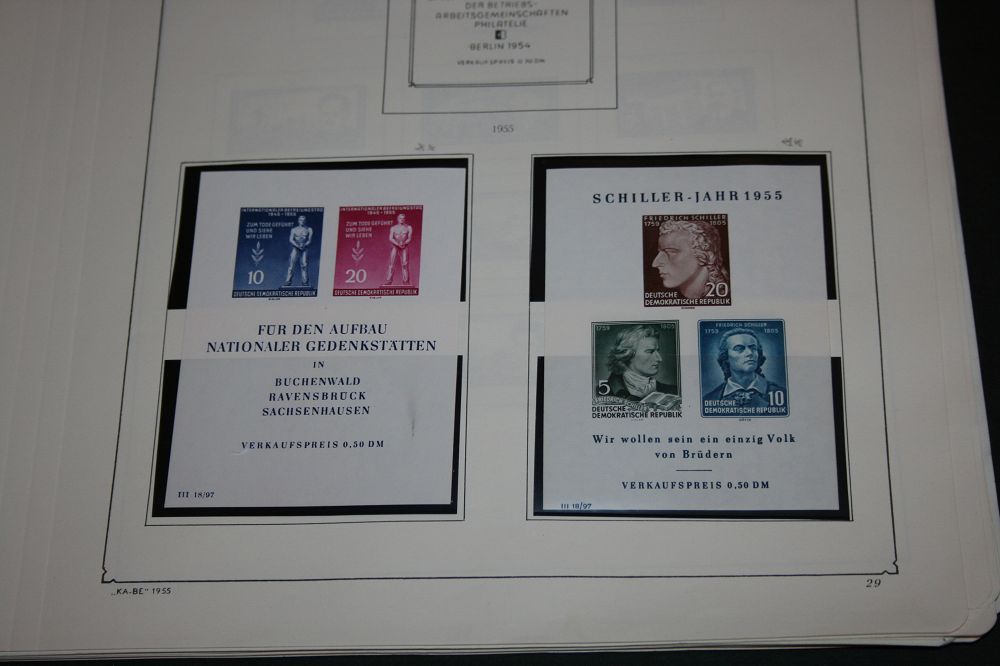 DER BETRIEBS-
ARBEITSGEMEINSCHAFTEN
PHILATELIE
BERLIN 1954
VERKAUFSPREIS 0,70 DM
1955
INTERNATIONALER BEFREIUNGSTAG
1945-1955
ZUM TODE GEFÜHRT
UND SIEHE
WIR LEBEN
10
DEUTSCHE DEMOKRATISCHE REPUBLIK
INTERNATIONALER BEFREIUNGSTAG
1945-1955
ZUM TODE GEFÜHRT
UND SIEHE
WIR LEBEN
20
DEUTSCHE DEMOKRATISCHE REPUBLIK
FÜR DEN AUFBAU
NATIONALER GEDENKSTÄTTEN
IN
BUCHENWALD
RAVENSBRÜCK
SACHSENHAUSEN
VERKAUFSPREIS 0,50 DM
III 18/97
SCHILLER-JAHR 1955
FRIEDRICH SCHILLER
1759 1805
20
DEUTSCHE
DEMOKRATISCHE REPUBLIK
1759 1805
5
FRIEDRICH SCHILLER
DEUTSCHE
DEMOKRATISCHE REPUBLIK
FRIEDRICH SCHILLER
1759 1805
DEUTSCHE 10
DEMOKRATISCHE REPUBLIK
Wir wollen sein ein einzig Volk
von Brüdern
VERKAUFSPREIS 0,50 DM
III 18/97
„KA-BE" 1955
29